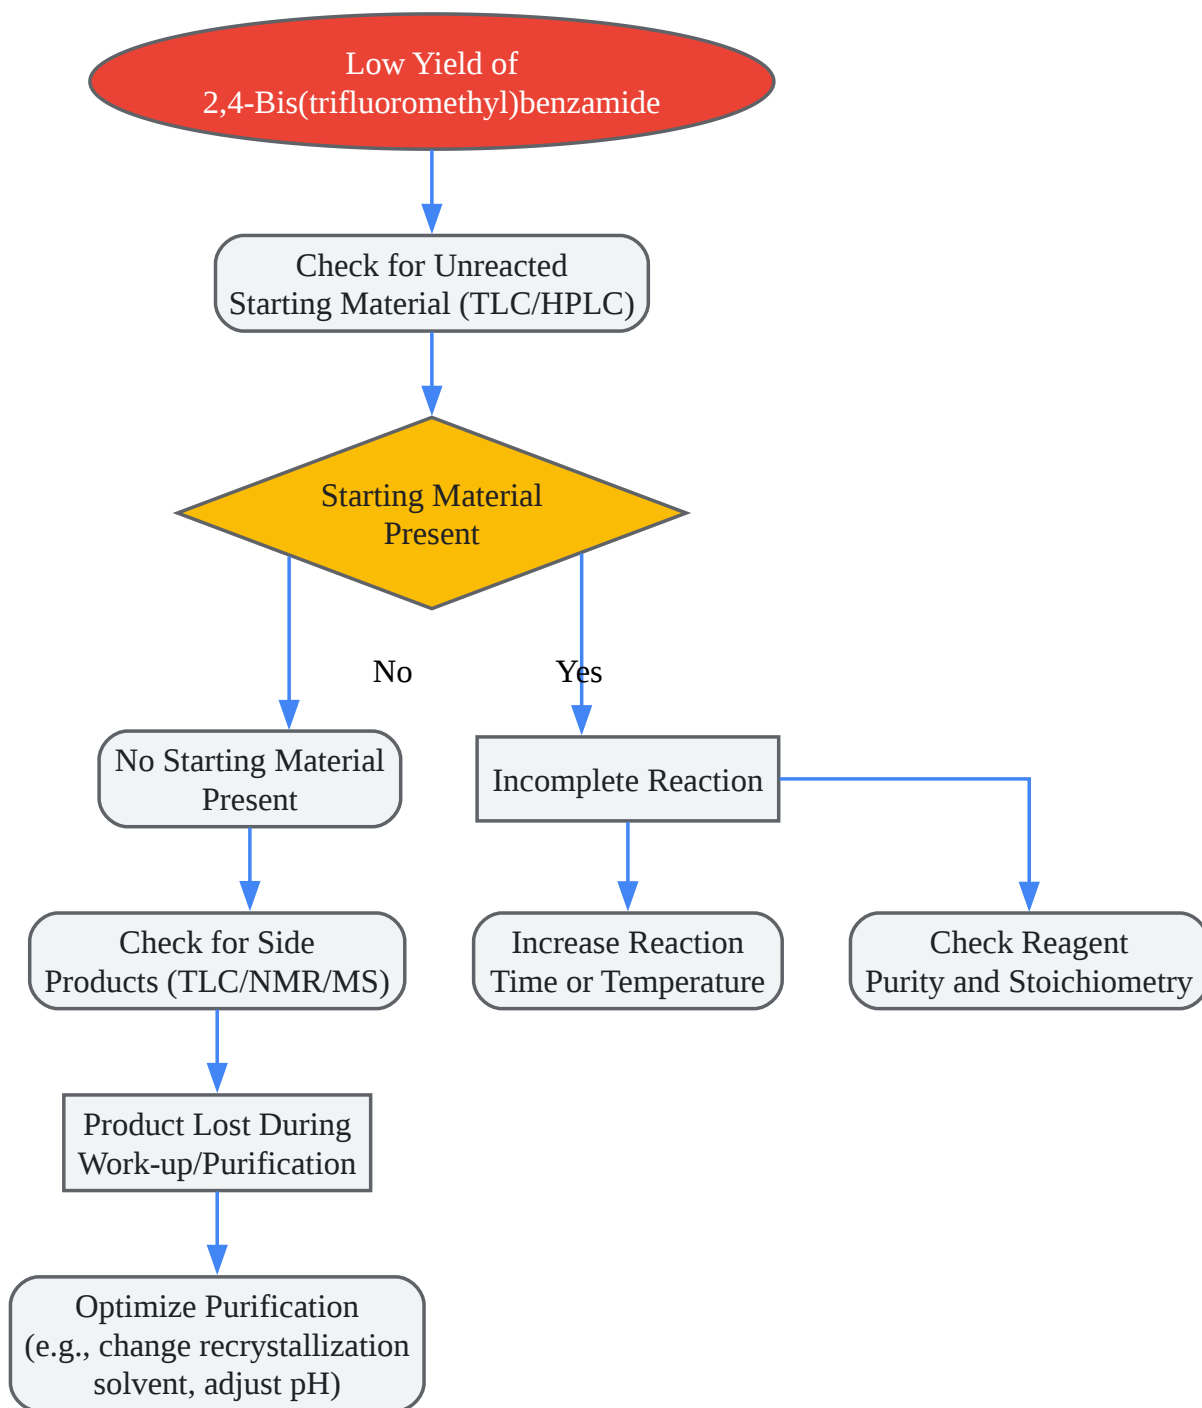 Low Yield of
2,4-Bis(trifluoromethyl)benzamide
Check for Unreacted
Starting Material (TLC/HPLC)
Starting Material
Present
No
Yes
No Starting Material
Present
Incomplete Reaction
Check for Side
Products (TLC/NMR/MS)
Increase Reaction
Time or Temperature
Check Reagent
Purity and Stoichiometry
Product Lost During
Work-up/Purification
Optimize Purification
(e.g., change recrystallization
solvent, adjust pH)